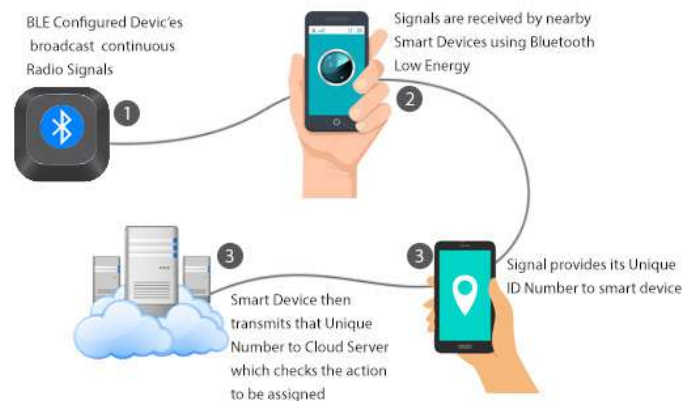 BLE Configured Devic'es
broadcast continuous
Radio Signals
1
Signals are received by nearby
Smart Devices using Bluetooth
Low Energy
2
3
Signal provides its Unique
ID Number to smart device
3
Smart Device then
transmits that Unique
Number to Cloud Server
which checks the action
to be assigned